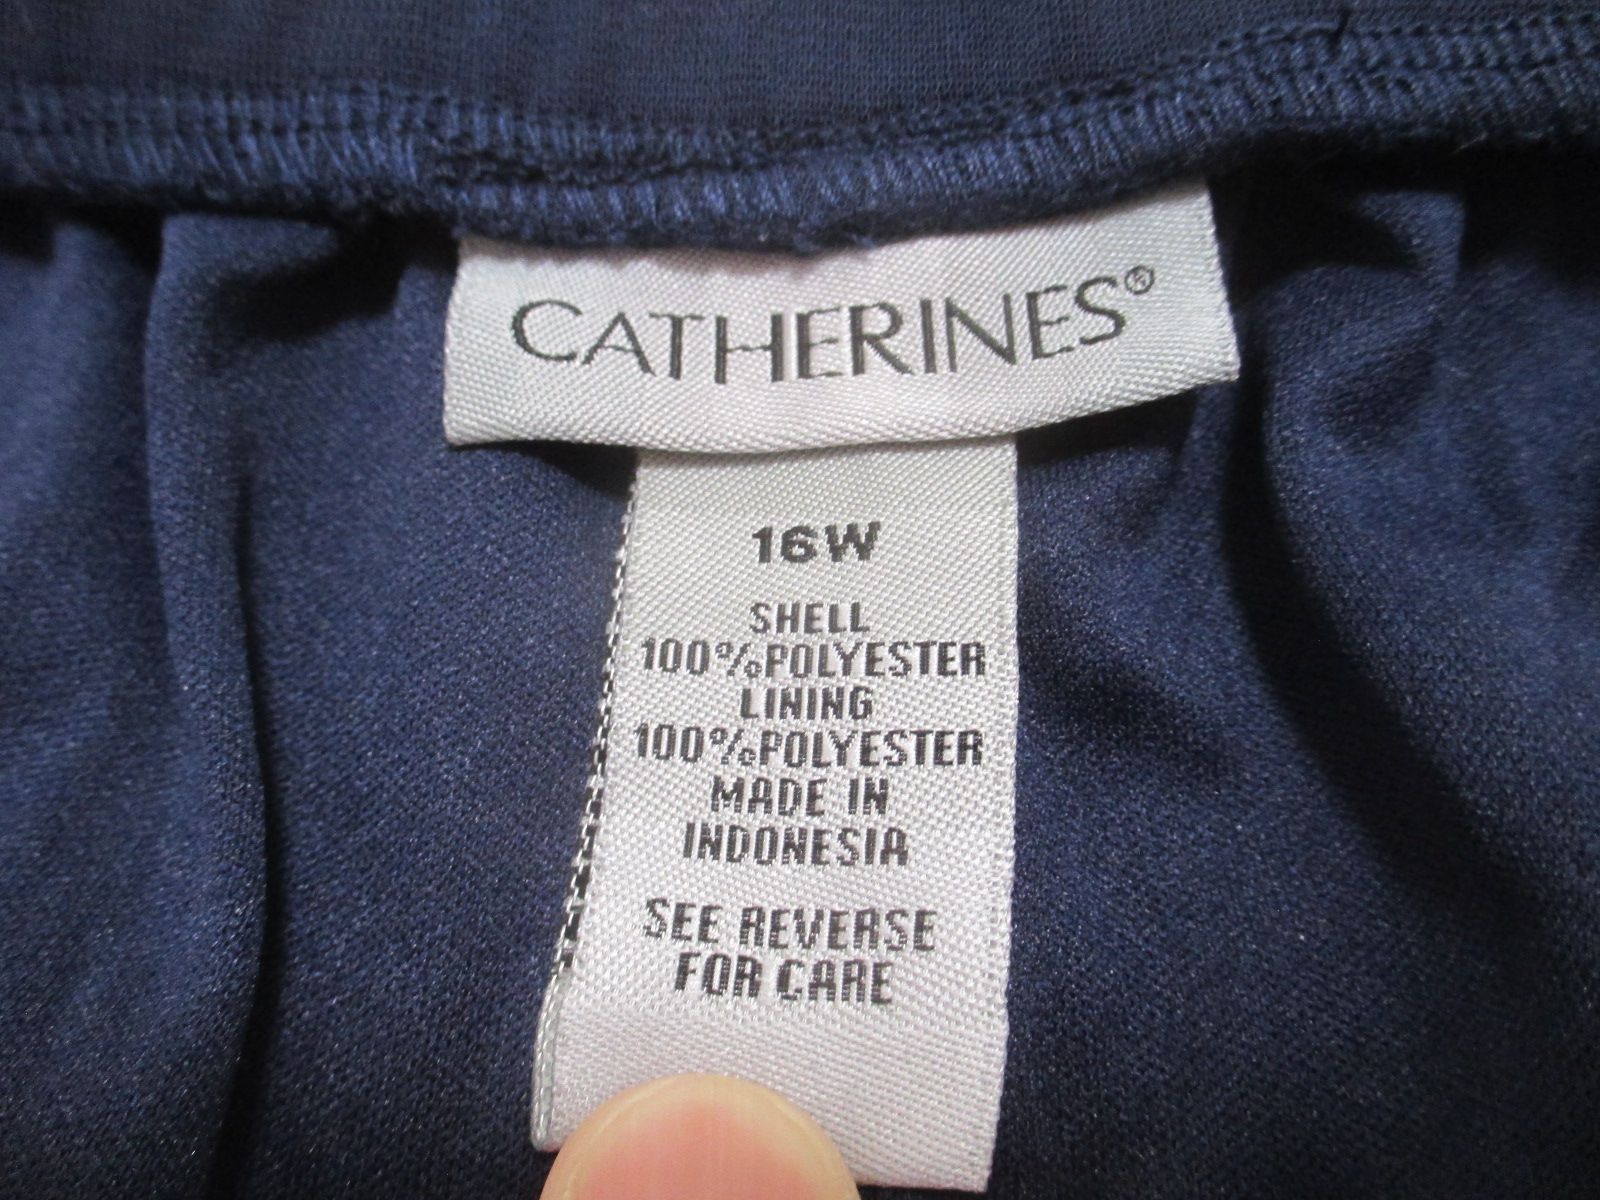 CATHERINES®
16W
SHELL
100%POLYESTER
LINING
100%POLYESTER
MADE IN
INDONESIA
SEE REVERSE
FOR CARE